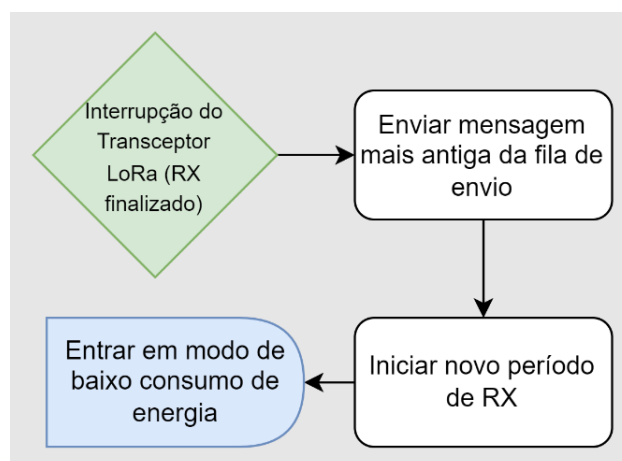 Interrupção do
Transceptor
LoRa (RX
finalizado)
Enviar mensagem
mais antiga da fila de
envio
Iniciar novo período
de RX
Entrar em modo de
baixo consumo de
energia